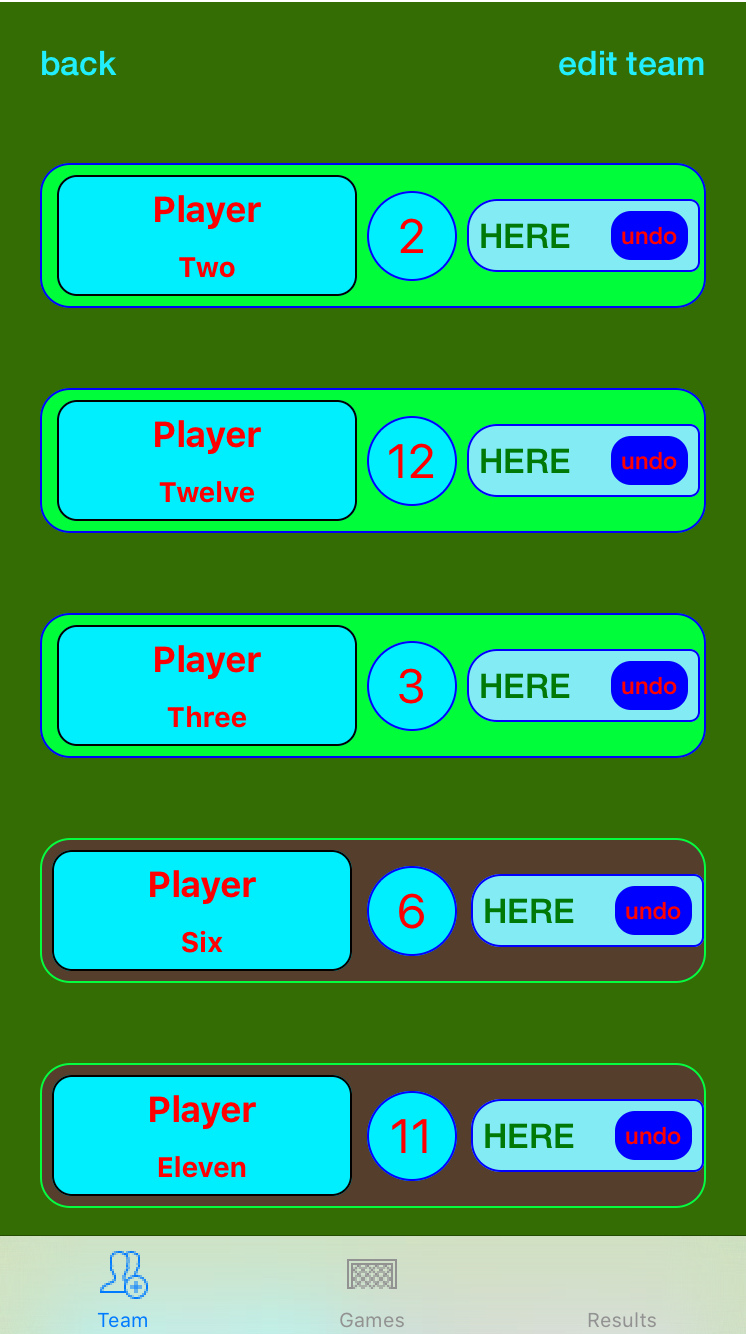 back
edit team
Player
Two
2
HERE
undo
Player
Twelve
12
HERE
undo
Player
Three
3
HERE
undo
Player
Six
6
HERE
undo
Player
Eleven
11
HERE
undo
Team
Games
Results